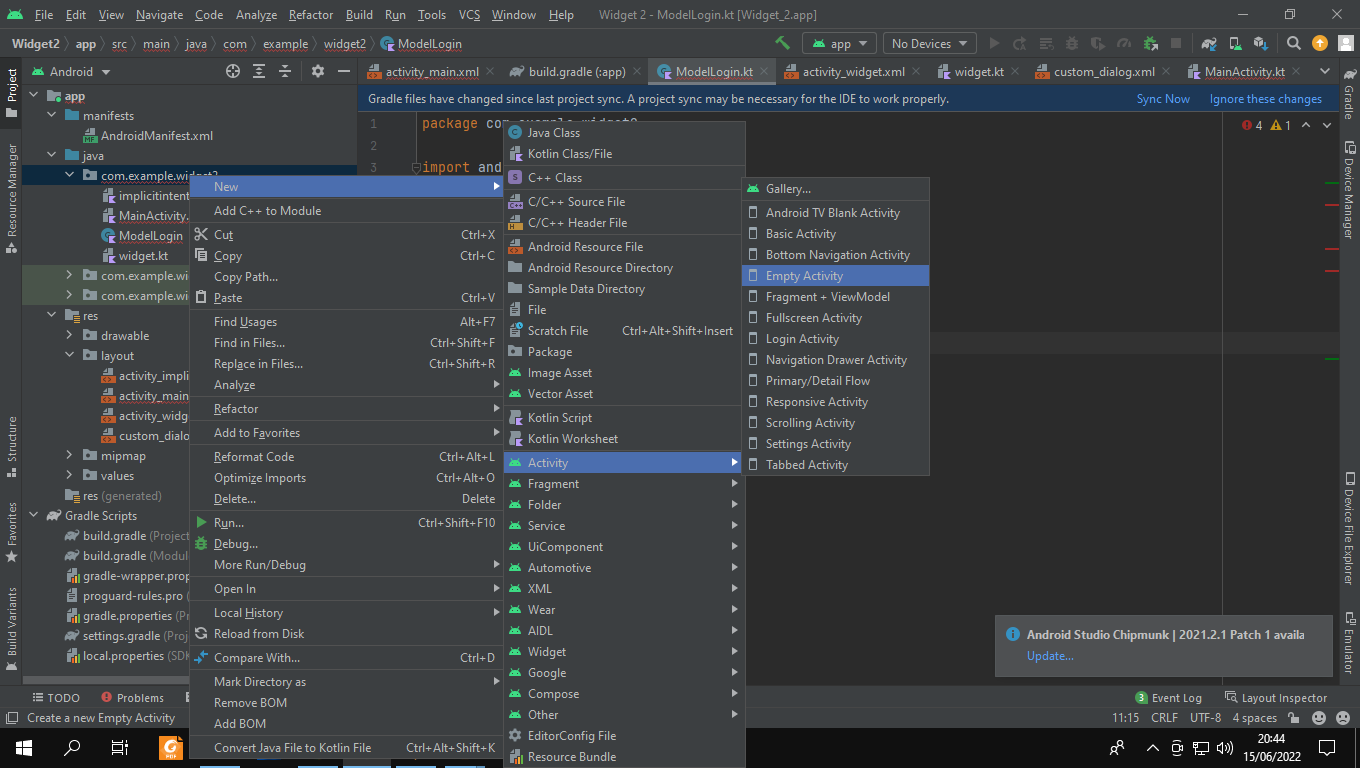 File Edit View Navigate Code Analyze Refactor Build Run Tools VCS Window Help Widget 2 - ModelLogin.kt [Widget_2.app]
Widget2 app src main java com example widget2 ModelLogin app No Devices
Project
Android
activity_main.xml build.gradle (:app) ModelLogin.kt activity_widget.xml widget.kt custom_dialog.xml MainActivity.kt
Gradle files have changed since last project sync. A project sync may be necessary for the IDE to work properly. Sync Now Ignore these changes
app
manifests
AndroidManifest.xml
java
com.example.widget2
implicitintent
MainActivity.
ModelLogin
widget.kt
com.example.wi
com.example.wi
res
drawable
layout
activity_impli
activity_main
activity_widg
custom_dialo
mipmap
values
res (generated)
Gradle Scripts
build.gradle (Project
build.gradle (Modul
gradle-wrapper.prop
proguard-rules.pro (
gradle.properties (Pr
settings.gradle (Proj
local.properties (SDK
Resource Manager
Structure
Favorites
Build Variants
1 package com.example.widget2
2
3 import and
4 1
New
Add C++ to Module
Cut Ctrl+X
Copy Ctrl+C
Copy Path...
Paste Ctrl+V
Find Usages Alt+F7
Find in Files... Ctrl+Shift+F
Replace in Files... Ctrl+Shift+R
Analyze
Refactor
Add to Favorites
Reformat Code Ctrl+Alt+L
Optimize Imports Ctrl+Alt+O
Delete... Delete
Run... Ctrl+Shift+F10
Debug...
More Run/Debug
Open In
Local History
Reload from Disk
Compare With... Ctrl+D
Mark Directory as
Remove BOM
Add BOM
Convert Java File to Kotlin File Ctrl+Alt+Shift+K
Java Class
Kotlin Class/File
C++ Class
C/C++ Source File
C/C++ Header File
Android Resource File
Android Resource Directory
Sample Data Directory
File
Scratch File Ctrl+Alt+Shift+Insert
Package
Image Asset
Vector Asset
Kotlin Script
Kotlin Worksheet
Activity
Fragment
Folder
Service
UiComponent
Automotive
XML
Wear
AIDL
Widget
Google
Compose
Other
EditorConfig File
Resource Bundle
Gallery...
Android TV Blank Activity
Basic Activity
Bottom Navigation Activity
Empty Activity
Fragment + ViewModel
Fullscreen Activity
Login Activity
Navigation Drawer Activity
Primary/Detail Flow
Responsive Activity
Scrolling Activity
Settings Activity
Tabbed Activity
Gradle
Device Manager
Device File Explorer
Emulator
Android Studio Chipmunk | 2021.2.1 Patch 1 availa
Update...
TODO Problems 3 Event Log Layout Inspector
Create a new Empty Activity 11:15 CRLF UTF-8 4 spaces
PDF
20:44
15/06/2022